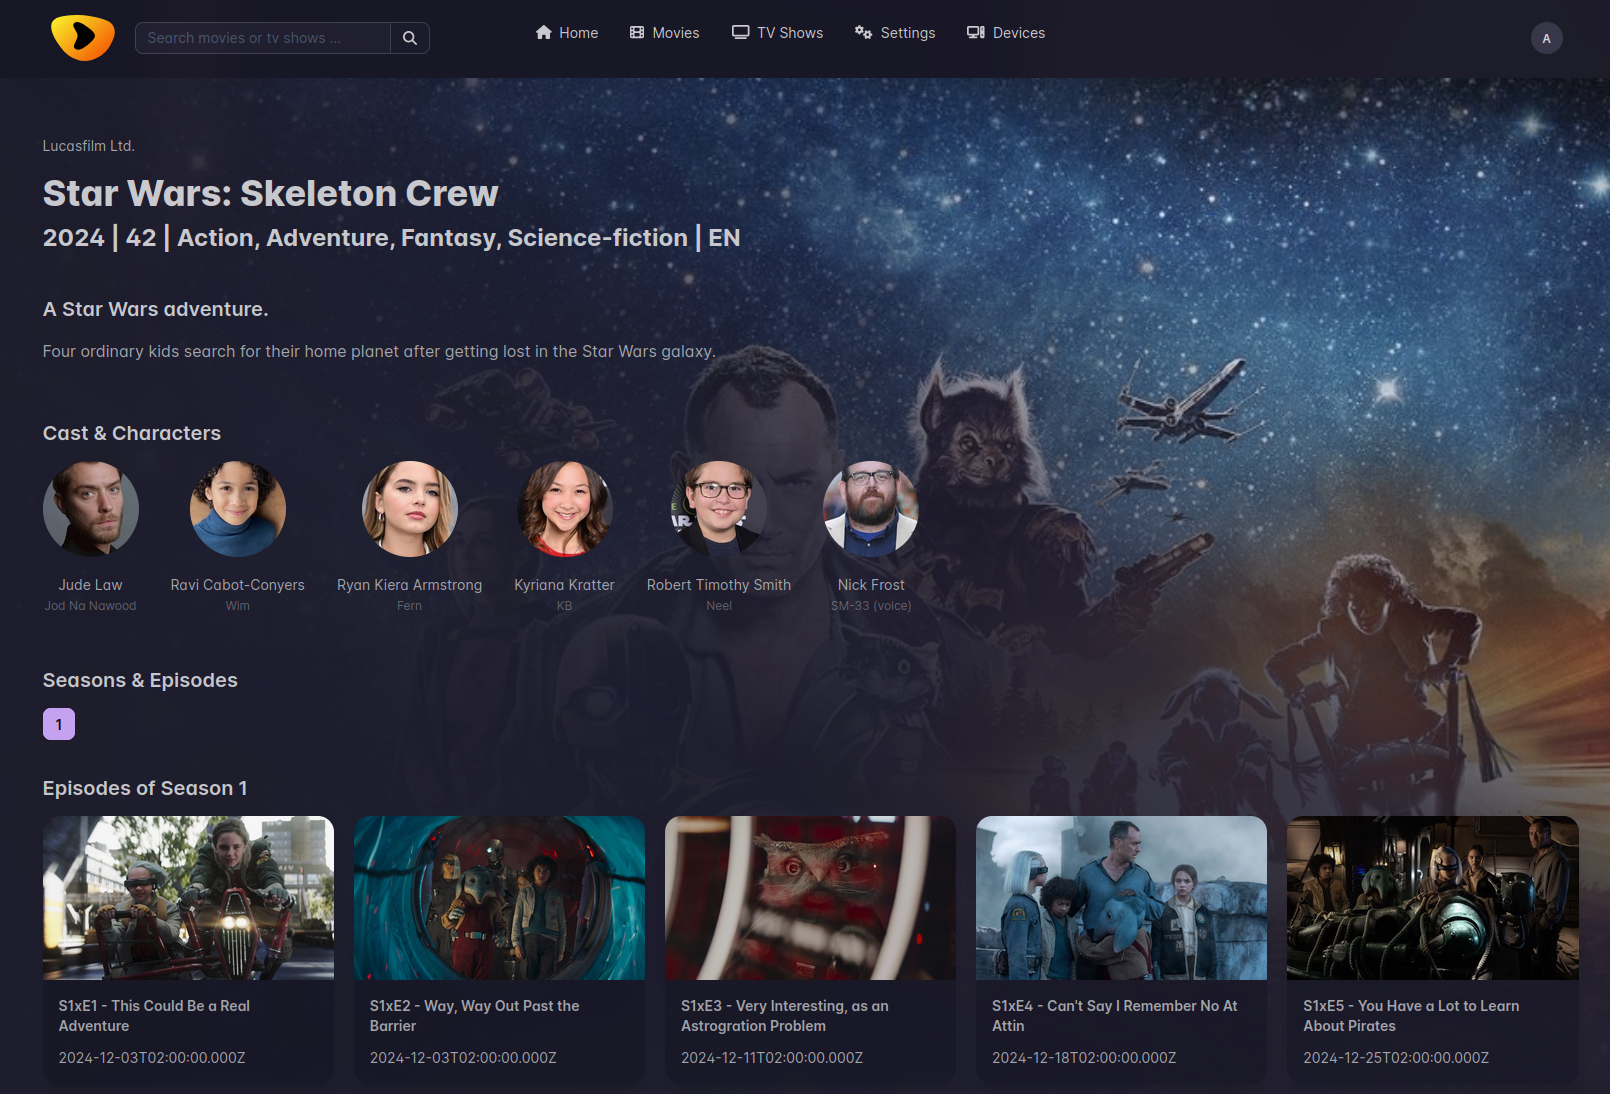 Search movies or tv shows ...
Home
Movies
TV Shows
Settings
Devices
A
Lucasfilm Ltd.
Star Wars: Skeleton Crew
2024 | 42 | Action, Adventure, Fantasy, Science-fiction | EN
A Star Wars adventure.
Four ordinary kids search for their home planet after getting lost in the Star Wars galaxy.
Cast & Characters
Jude Law
Jod Na Nawood
Ravi Cabot-Conyers
Wim
Ryan Kiera Armstrong
Fern
Kyriana Kratter
KB
Robert Timothy Smith
Neel
Nick Frost
SM-33 (voice)
Seasons & Episodes
1
Episodes of Season 1
S1xE1 - This Could Be a Real
Adventure
2024-12-03T02:00:00.000Z
S1xE2 - Way, Way Out Past the
Barrier
2024-12-03T02:00:00.000Z
S1xE3 - Very Interesting, as an
Astrogration Problem
2024-12-11T02:00:00.000Z
S1xE4 - Can't Say I Remember No At
Attin
2024-12-18T02:00:00.000Z
S1xE5 - You Have a Lot to Learn
About Pirates
2024-12-25T02:00:00.000Z